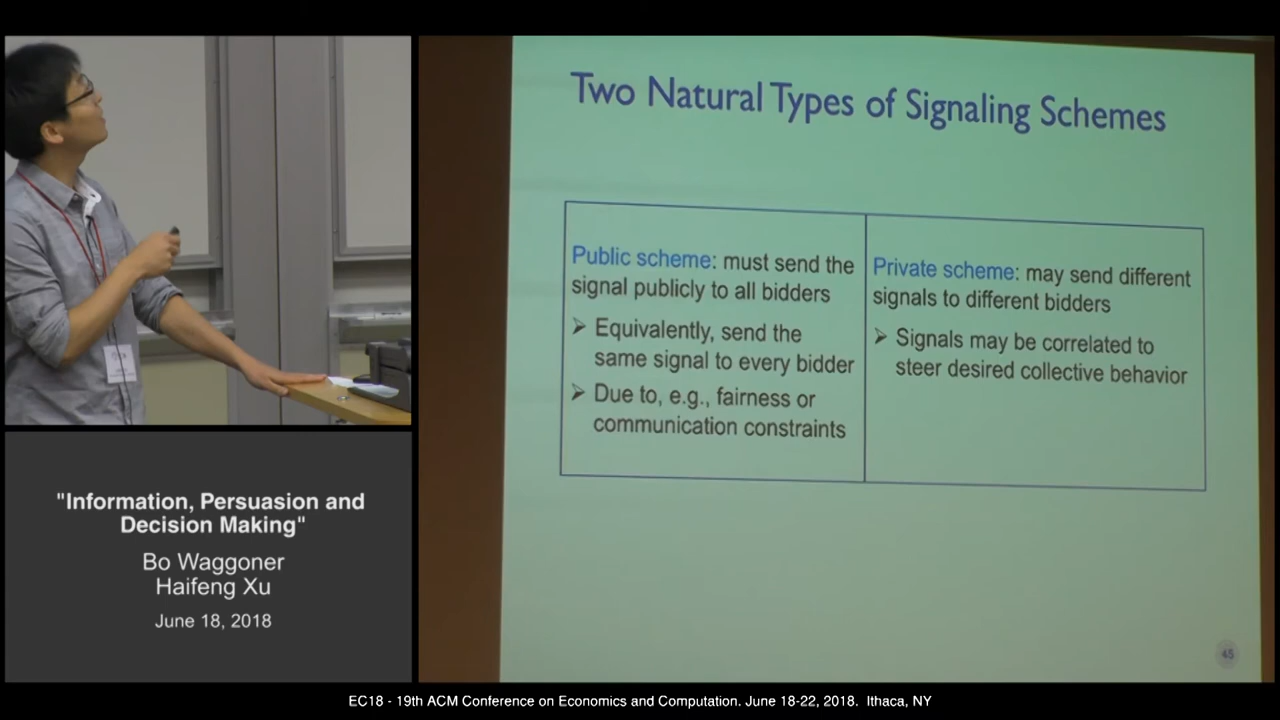 Two Natural Types of Signaling Schemes
Public scheme: must send the
signal publicly to all bidders
➢ Equivalently, send the
same signal to every bidder
➢ Due to, e.g., fairness or
communication constraints
Private scheme: may send different
signals to different bidders
➢ Signals may be correlated to
steer desired collective behavior
45
"Information, Persuasion and
Decision Making"
Bo Waggoner
Haifeng Xu
June 18, 2018
EC18 - 19th ACM Conference on Economics and Computation. June 18-22, 2018. Ithaca, NY